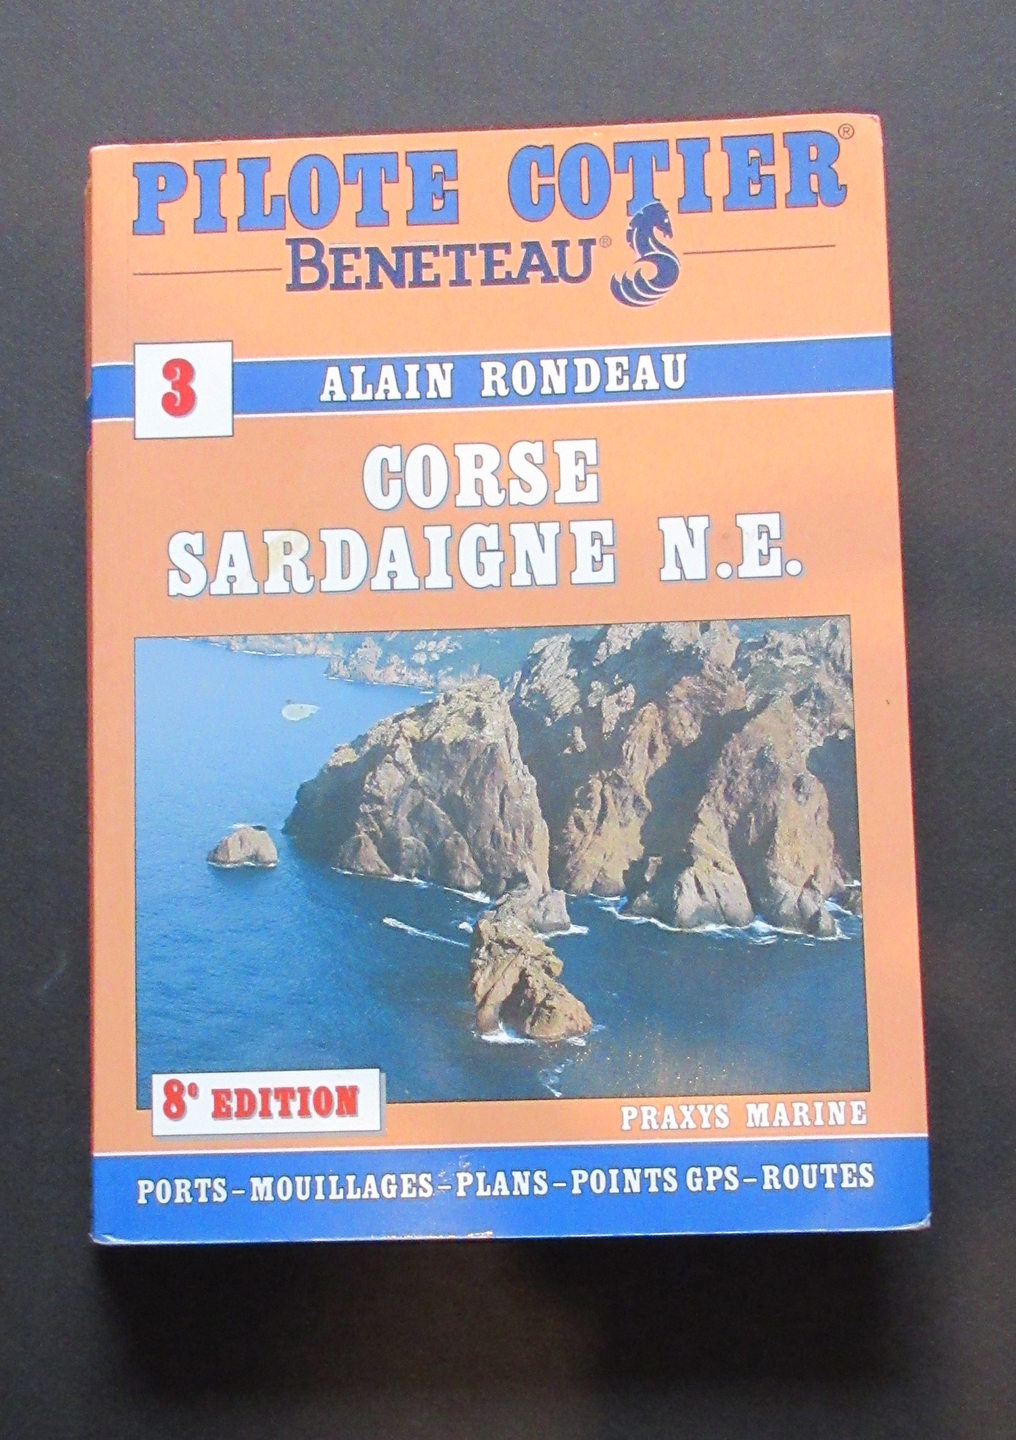 PILOTE COTIER®
BENETEAU®
3
ALAIN RONDEAU
CORSE
SARDAIGNE N.E.
8e EDITION
PRAXYS MARINE
PORTS-MOUILLAGES-PLANS-POINTS GPS-ROUTES